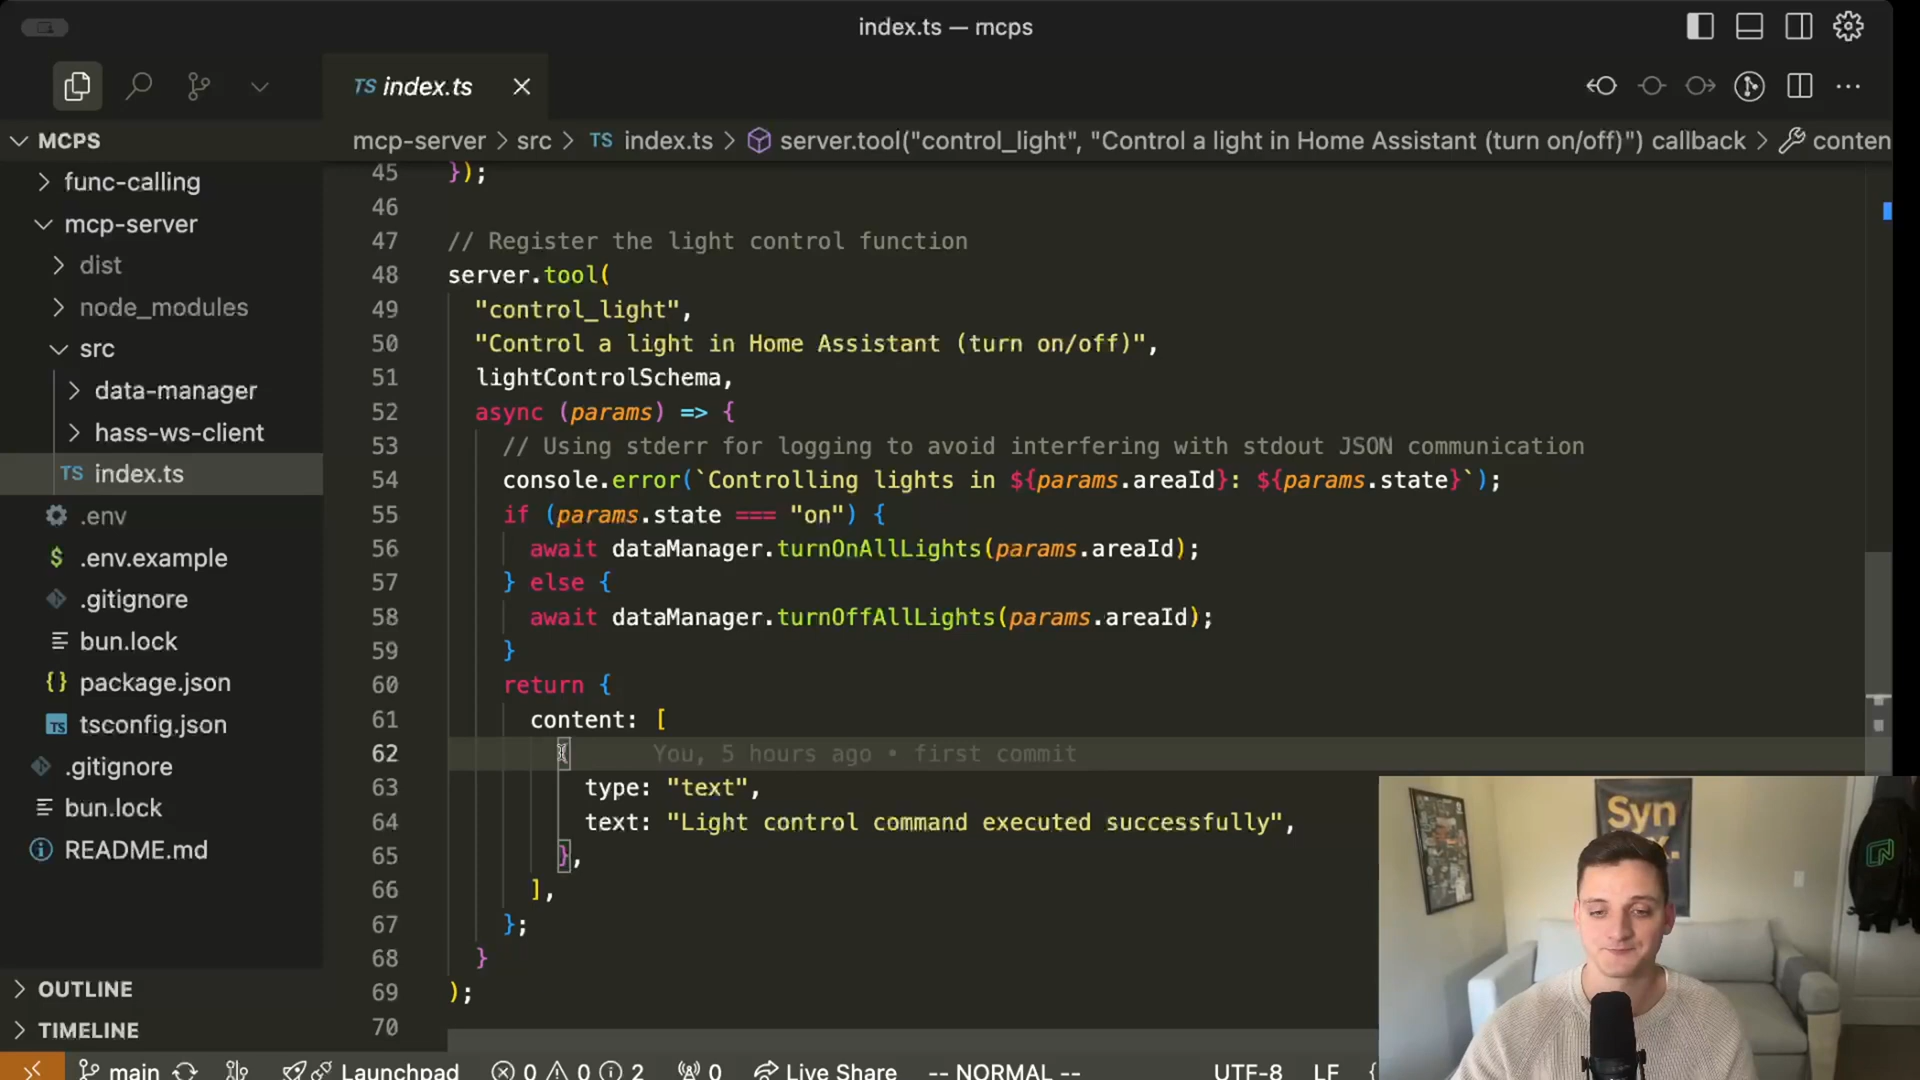 index.ts — mcps
TS index.ts
MCPS
mcp-server > src > TS index.ts > server.tool("control_light", "Control a light in Home Assistant (turn on/off)") callback > conten
func-calling
mcp-server
dist
node_modules
src
data-manager
hass-ws-client
TS index.ts
.env
$ .env.example
.gitignore
bun.lock
{} package.json
TS tsconfig.json
.gitignore
bun.lock
README.md
OUTLINE
TIMELINE
45 });
46
47 // Register the light control function
48 server.tool(
49 "control_light",
50 "Control a light in Home Assistant (turn on/off)",
51 lightControlSchema,
52 async (params) => {
53 // Using stderr for logging to avoid interfering with stdout JSON communication
54 console.error(`Controlling lights in ${params.areaId}: ${params.state}`);
55 if (params.state === "on") {
56 await dataManager.turnOnAllLights(params.areaId);
57 } else {
58 await dataManager.turnOffAllLights(params.areaId);
59 }
60 return {
61 content: [
62 { You, 5 hours ago • first commit
63 type: "text",
64 text: "Light control command executed successfully",
65 },
66 ],
67 };
68 }
69 );
70
Syn
main Launchpad 0 0 2 0 Live Share -- NORMAL -- UTF-8 LF {